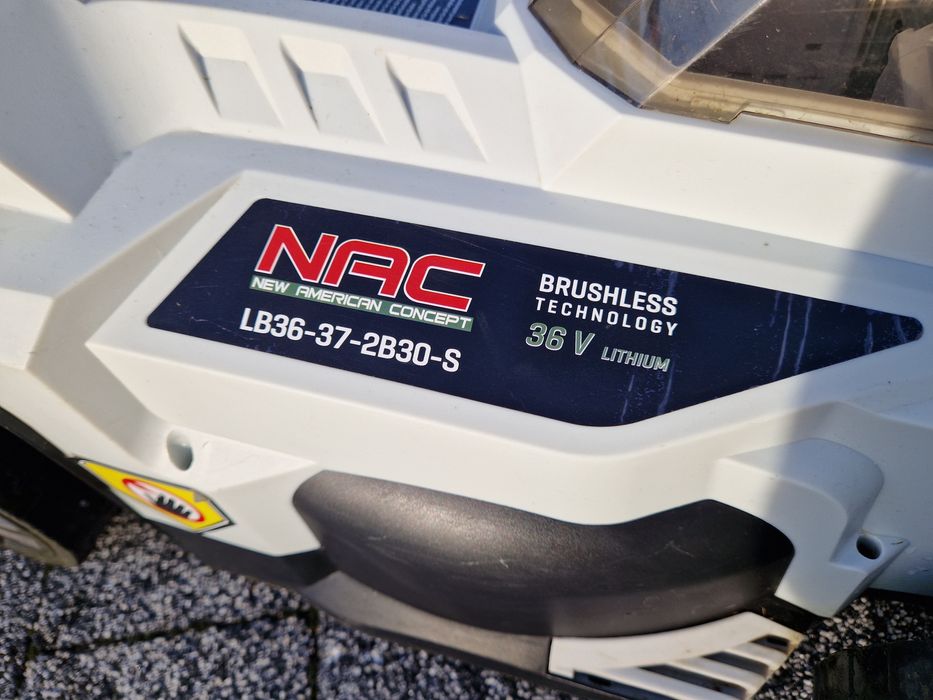 NAC
NEW AMERICAN CONCEPT
LB36-37-2B30-S
BRUSHLESS
TECHNOLOGY
36 V LITHIUM